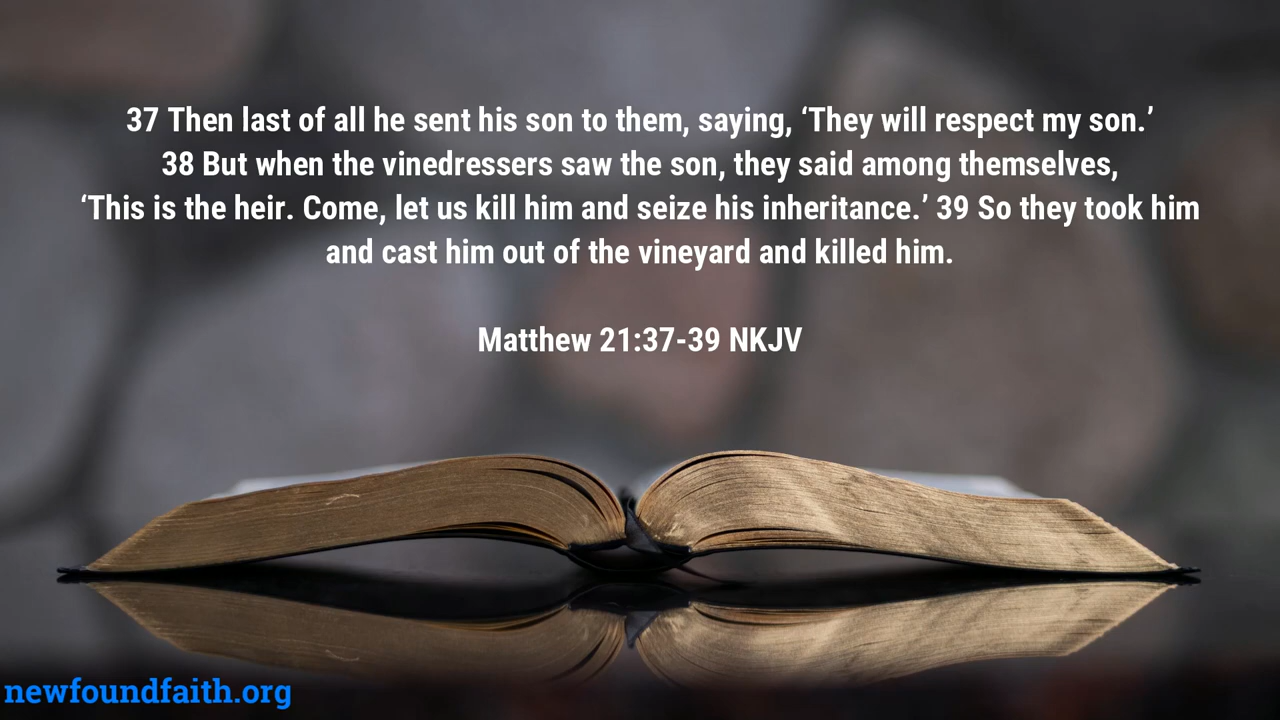 37 Then last of all he sent his son to them, saying, ‘They will respect my son.’
38 But when the vinedressers saw the son, they said among themselves,
‘This is the heir. Come, let us kill him and seize his inheritance.’ 39 So they took him
and cast him out of the vineyard and killed him.
Matthew 21:37-39 NKJV
newfoundfaith.org